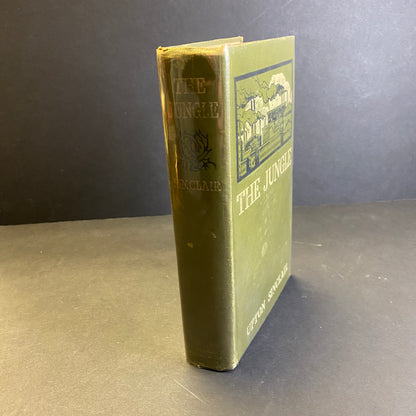 THE
JUNGLE
SINCLAIR
THE JUNGLE
UPTON SINCLAIR